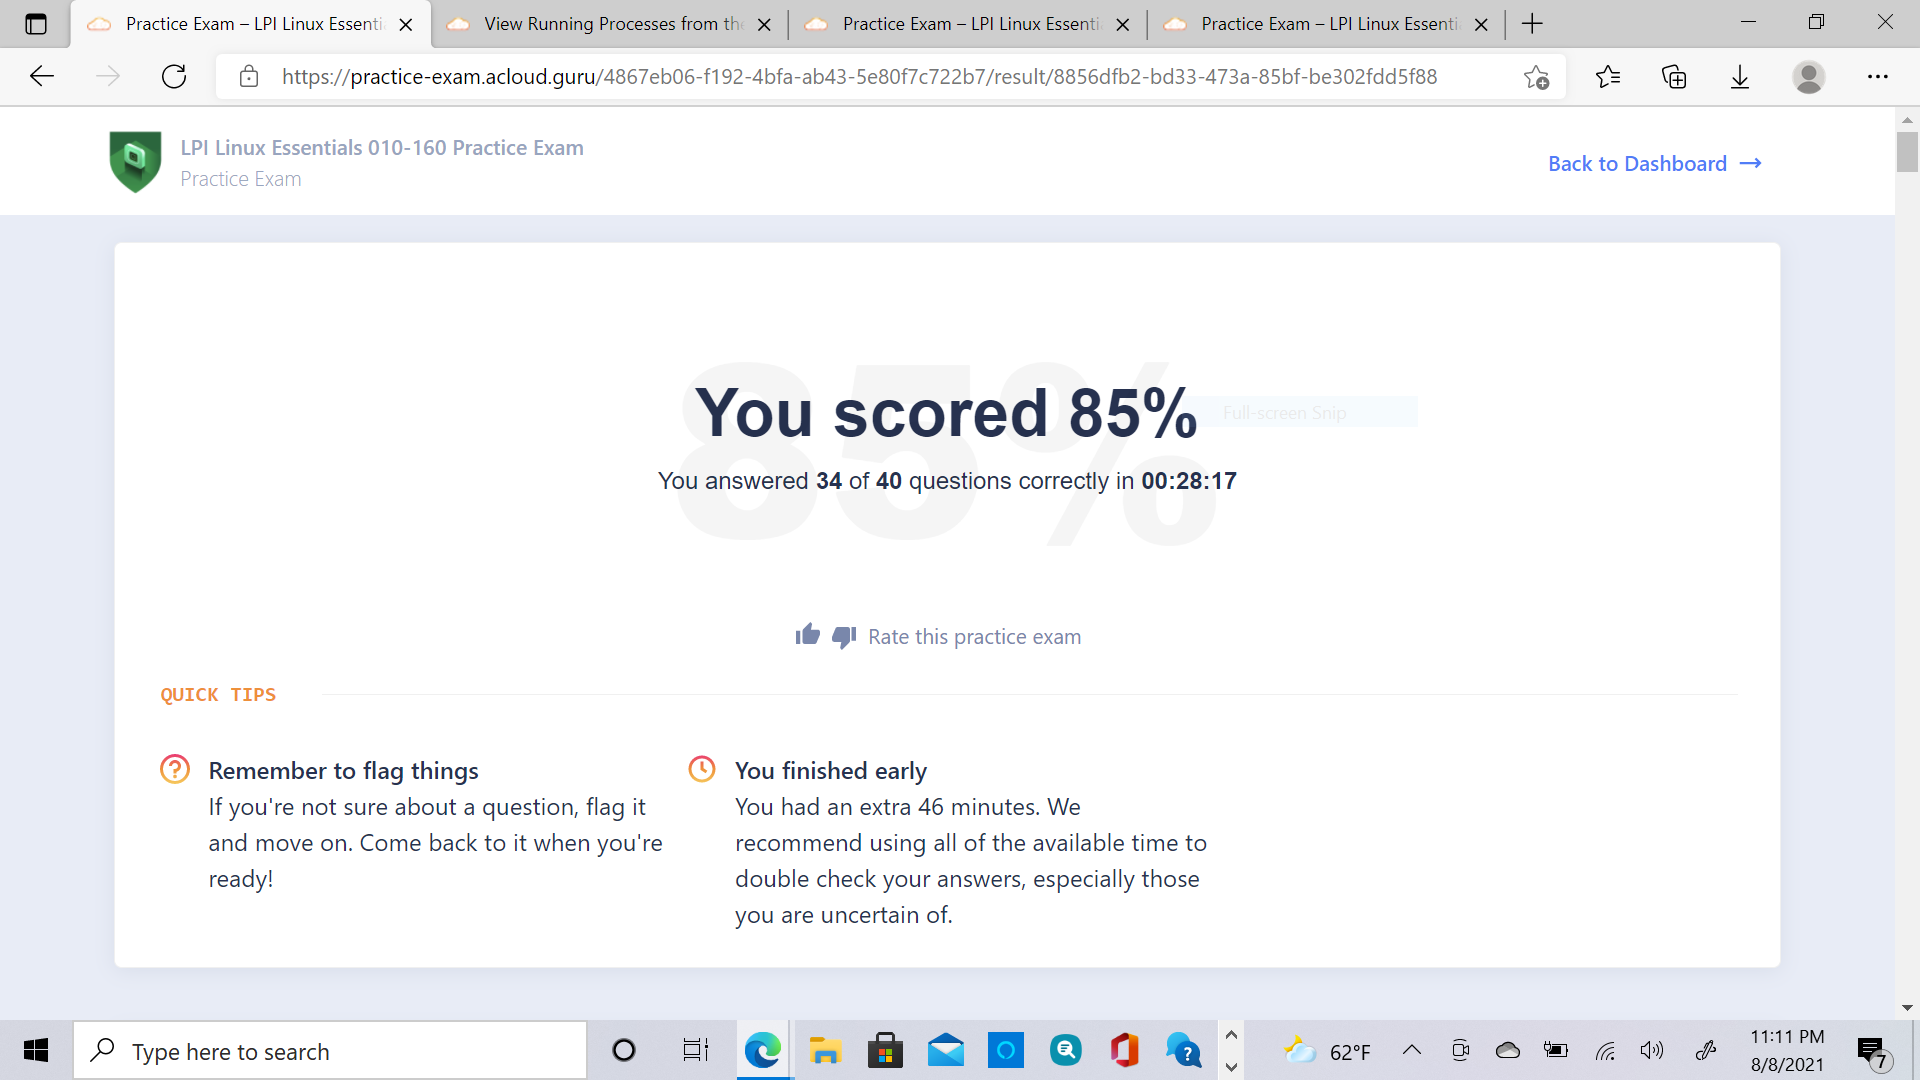 Practice Exam – LPI Linux Essenti
View Running Processes from the
Practice Exam – LPI Linux Essenti
Practice Exam – LPI Linux Essenti
https://practice-exam.acloud.guru/4867eb06-f192-4bfa-ab43-5e80f7c722b7/result/8856dfb2-bd33-473a-85bf-be302fdd5f88
LPI Linux Essentials 010-160 Practice Exam
Practice Exam
Back to Dashboard →
85%
You scored 85%
Full-screen Snip
You answered 34 of 40 questions correctly in 00:28:17
Rate this practice exam
QUICK TIPS
Remember to flag things
If you're not sure about a question, flag it
and move on. Come back to it when you're
ready!
You finished early
You had an extra 46 minutes. We
recommend using all of the available time to
double check your answers, especially those
you are uncertain of.
Type here to search
62°F
11:11 PM
8/8/2021
7